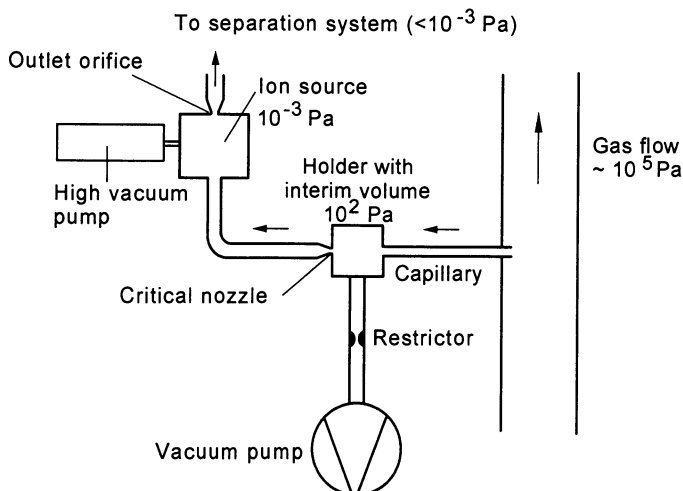 To separation system (<10⁻³ Pa)
Outlet orifice
Ion source
10⁻³ Pa
High vacuum
pump
Holder with
interim volume
10² Pa
Gas flow
~ 10⁵ Pa
Capillary
Critical nozzle
Restrictor
Vacuum pump